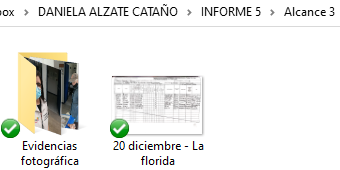 box > DANIELA ALZATE CATAÑO > INFORME 5 > Alcance 3
Evidencias
fotográfica
20 diciembre - La
florida